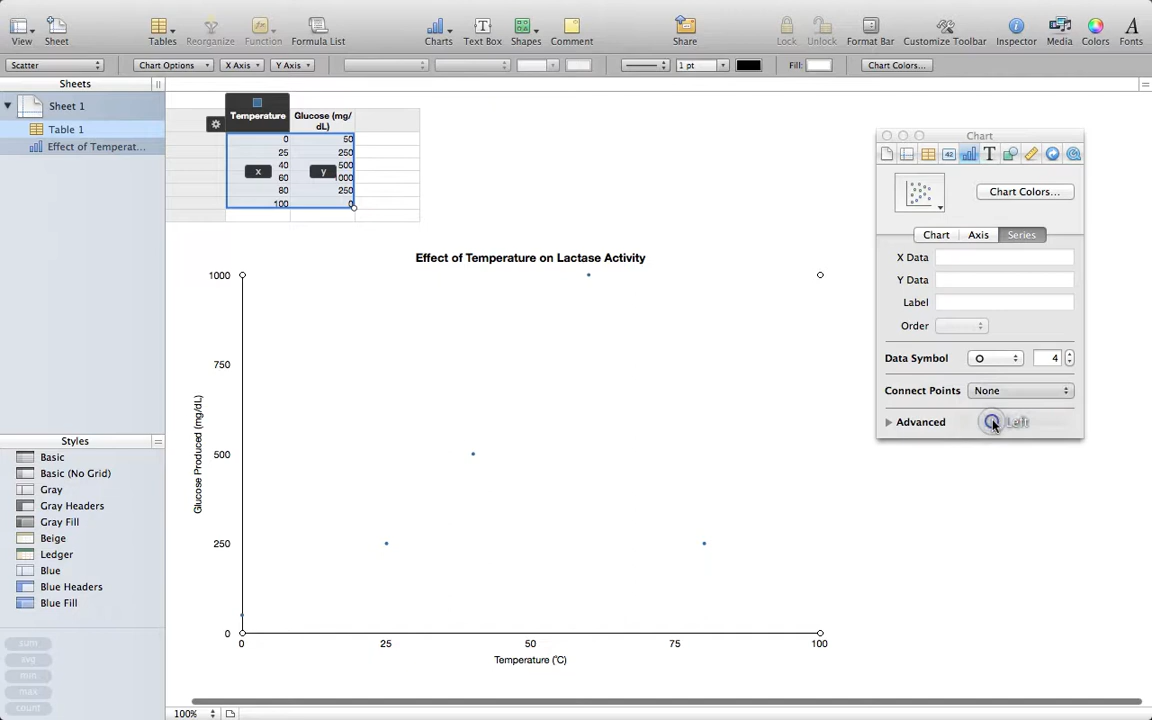 View Sheet Tables Reorganize Function Formula List Charts Text Box Shapes Comment Share Lock Unlock Format Bar Customize Toolbar Inspector Media Colors Fonts
Scatter Chart Options X Axis Y Axis 1 pt Fill: Chart Colors...
Sheets
Sheet 1
Table 1
Effect of Temperat...
Styles
Basic
Basic (No Grid)
Gray
Gray Headers
Gray Fill
Beige
Ledger
Blue
Blue Headers
Blue Fill
sum
avg
min
max
count
Temperature Glucose (mg/
dL)
0 50
25 250
40 500
60 000
80 250
100 0
x y
Effect of Temperature on Lactase Activity
1000
750
500
250
0
Glucose Produced (mg/dL)
0 25 50 75 100
Temperature (˚C)
100%
Chart
42 T
Chart Colors...
Chart Axis Series
X Data
Y Data
Label
Order
Data Symbol 4
Connect Points None
Advanced Left